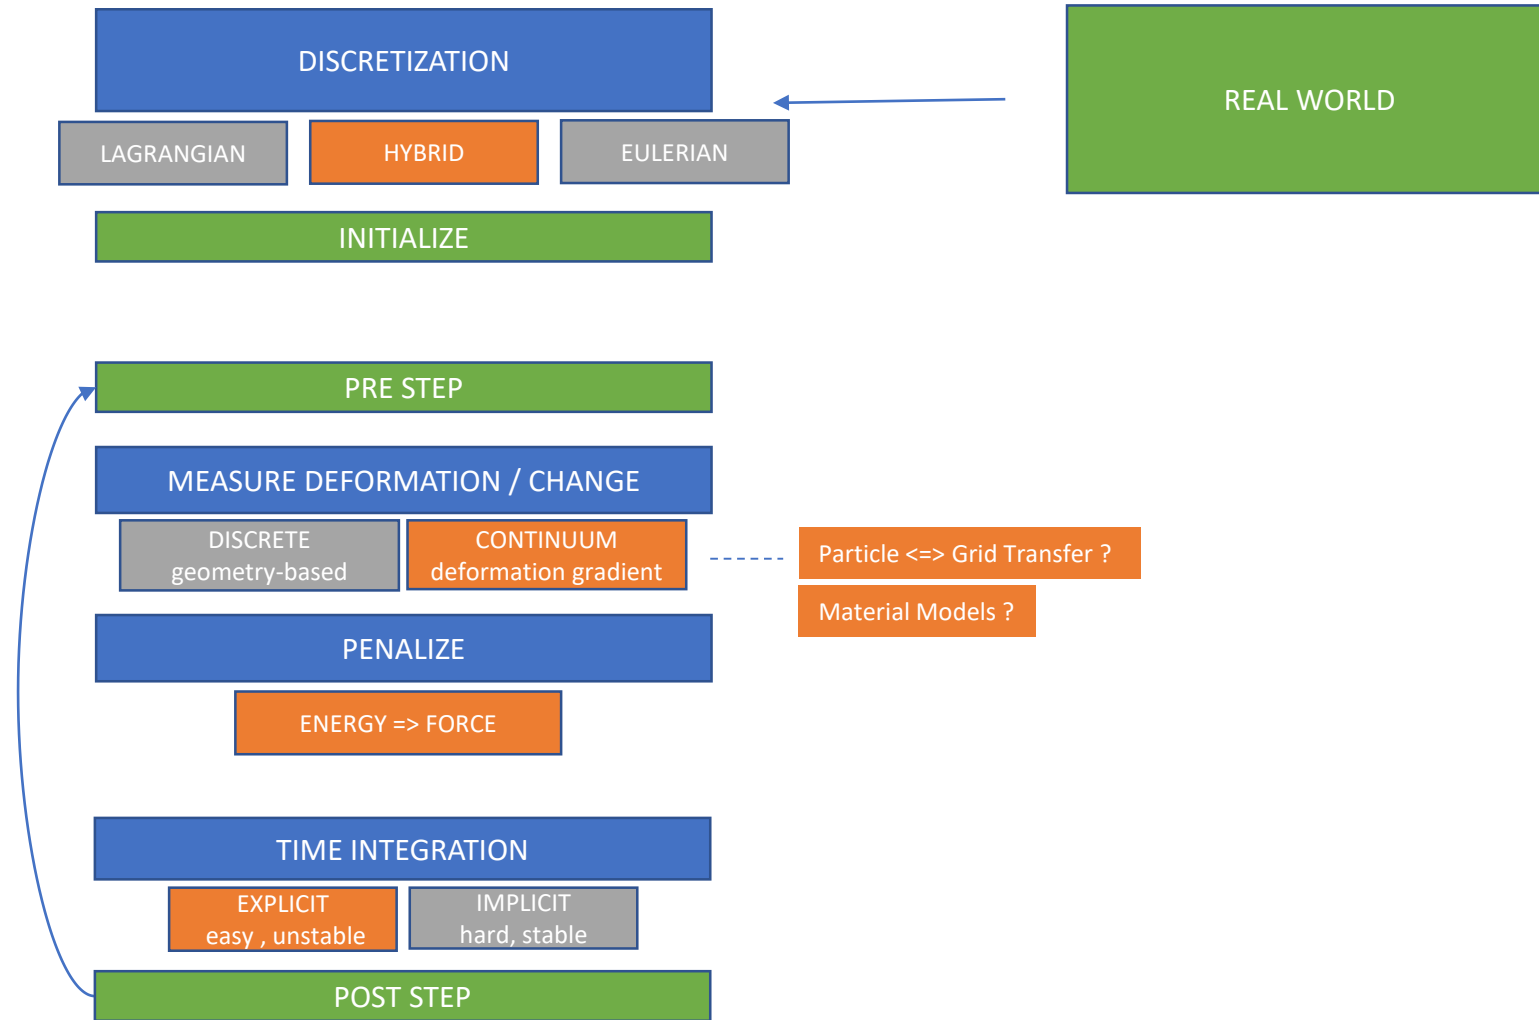 DISCRETIZATION
REAL WORLD
LAGRANGIAN
HYBRID
EULERIAN
INITIALIZE
PRE STEP
MEASURE DEFORMATION / CHANGE
DISCRETE
geometry-based
CONTINUUM
deformation gradient
Particle <=> Grid Transfer ?
Material Models ?
PENALIZE
ENERGY => FORCE
TIME INTEGRATION
EXPLICIT
easy , unstable
IMPLICIT
hard, stable
POST STEP